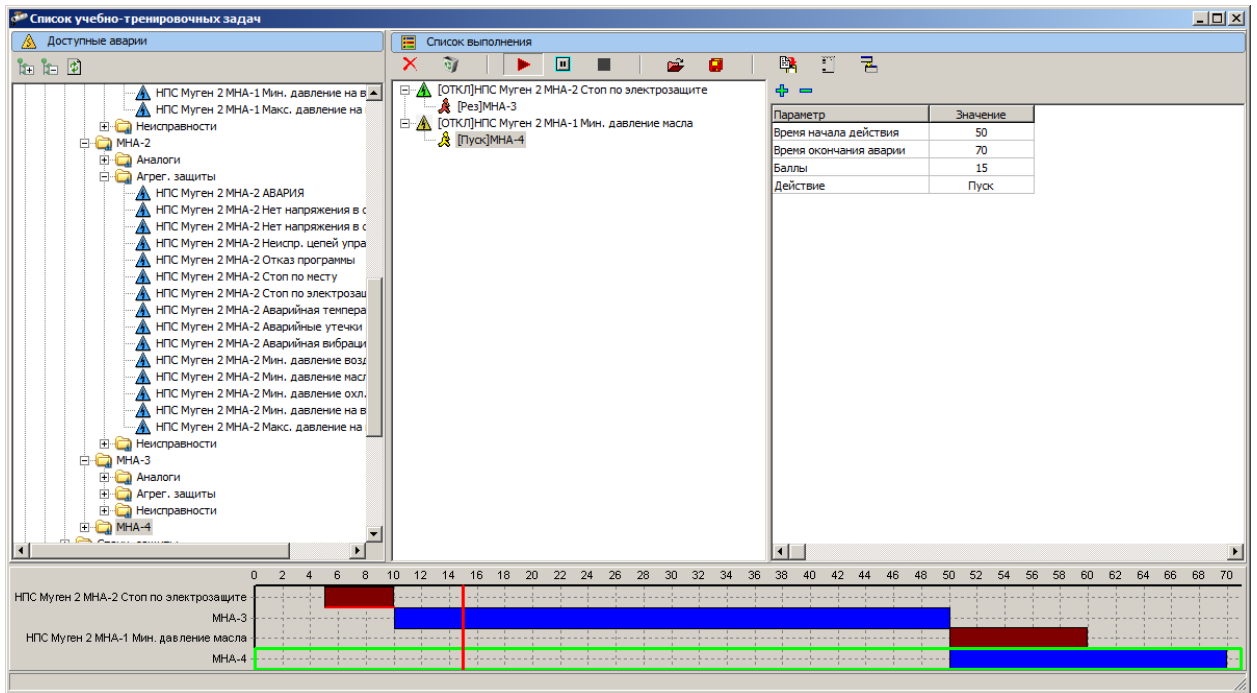 Список учебно-тренировочных задач
Доступные аварии
Список выполнения
НПС Муген 2 МНА-1 Мин. давление на в
НПС Муген 2 МНА-1 Макс. давление на
Неисправности
МНА-2
Аналоги
Агрег. защиты
НПС Муген 2 МНА-2 АВАРИЯ
НПС Муген 2 МНА-2 Нет напряжения в с
НПС Муген 2 МНА-2 Нет напряжения в с
НПС Муген 2 МНА-2 Неиспр. цепей упра
НПС Муген 2 МНА-2 Отказ программы
НПС Муген 2 МНА-2 Стоп по месту
НПС Муген 2 МНА-2 Стоп по электрозащ
НПС Муген 2 МНА-2 Аварийная темпера
НПС Муген 2 МНА-2 Аварийные утечки
НПС Муген 2 МНА-2 Аварийная вибраци
НПС Муген 2 МНА-2 Мин. давление возд
НПС Муген 2 МНА-2 Мин. давление масл
НПС Муген 2 МНА-2 Мин. давление охл.
НПС Муген 2 МНА-2 Мин. давление на в
НПС Муген 2 МНА-2 Макс. давление на
Неисправности
МНА-3
Аналоги
Агрег. защиты
Неисправности
МНА-4
[ОТКЛ]НПС Муген 2 МНА-2 Стоп по электрозащите
[Рез]МНА-3
[ОТКЛ]НПС Муген 2 МНА-1 Мин. давление масла
[Пуск]МНА-4
Параметр Значение
Время начала действия 50
Время окончания аварии 70
Баллы 15
Действие Пуск
0 2 4 6 8 10 12 14 16 18 20 22 24 26 28 30 32 34 36 38 40 42 44 46 48 50 52 54 56 58 60 62 64 66 68 70
НПС Муген 2 МНА-2 Стоп по электрозащите
МНА-3
НПС Муген 2 МНА-1 Мин. давление масла
МНА-4